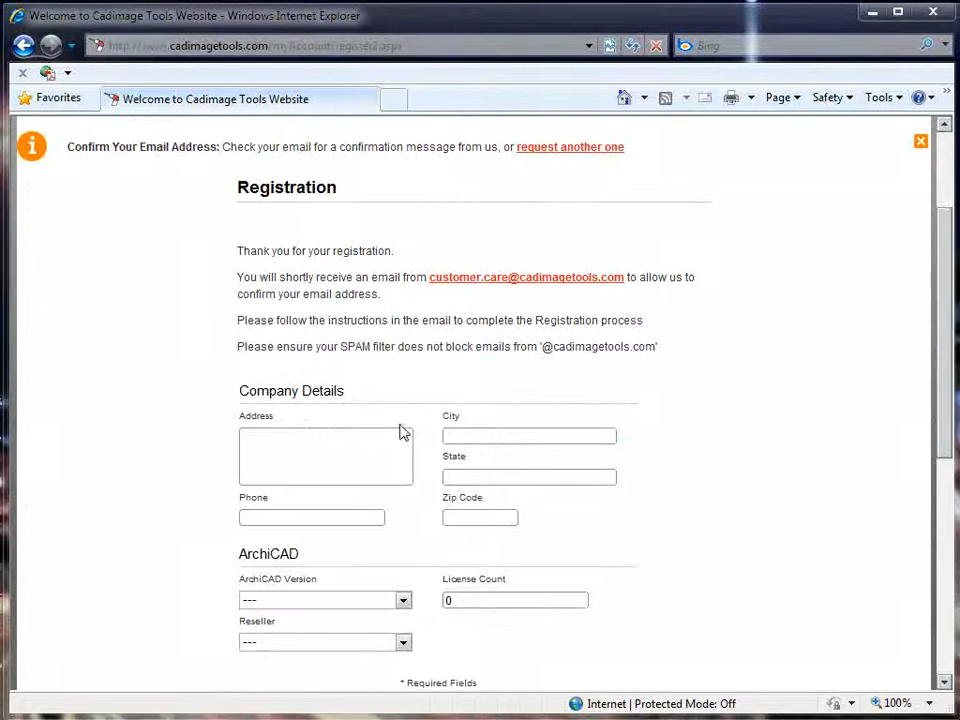 Welcome to Cadimage Tools Website - Windows Internet Explorer
http://www.cadimagetools.com/myAccount/register2.aspx
Bing
Favorites
Welcome to Cadimage Tools Website
Page
Safety
Tools
Confirm Your Email Address: Check your email for a confirmation message from us, or request another one
Registration
Thank you for your registration.
You will shortly receive an email from customer.care@cadimagetools.com to allow us to
confirm your email address.
Please follow the instructions in the email to complete the Registration process
Please ensure your SPAM filter does not block emails from '@cadimagetools.com'
Company Details
Address
City
State
Phone
Zip Code
ArchiCAD
ArchiCAD Version
License Count
---
0
Reseller
---
* Required Fields
Internet | Protected Mode: Off
100%